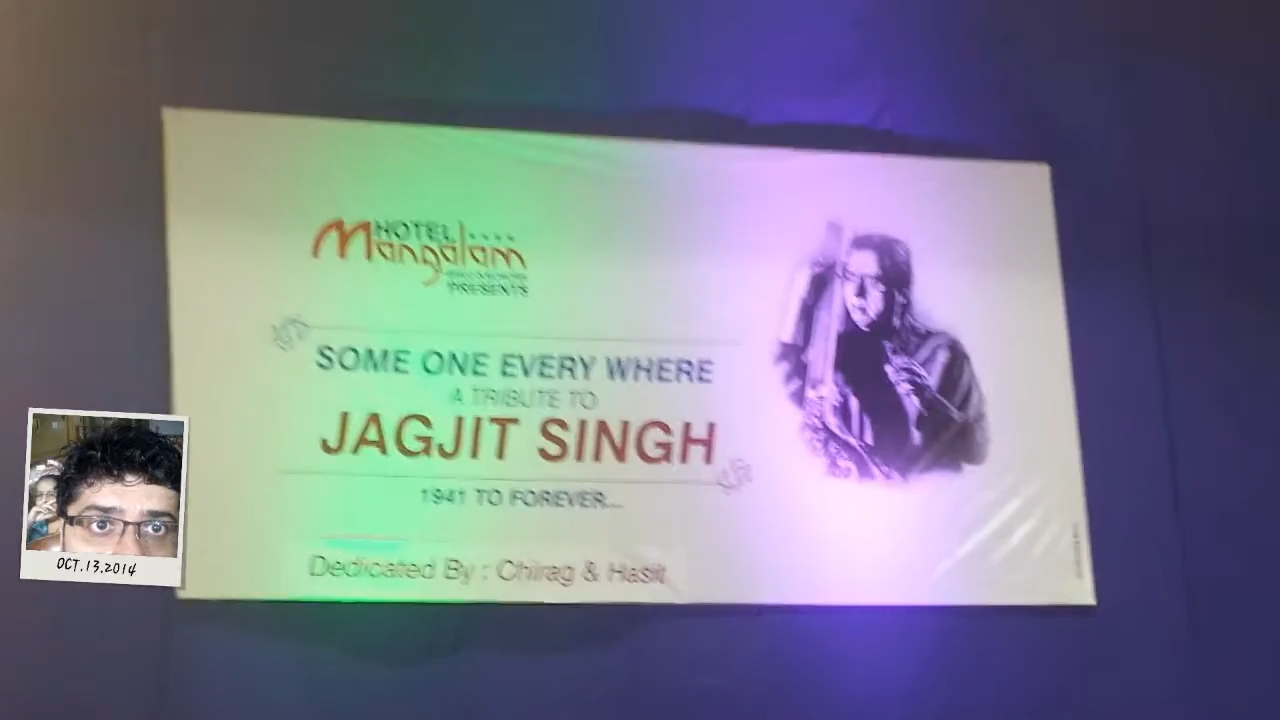 HOTEL
Mangalam
PRESENTS
SOME ONE EVERY WHERE
A TRIBUTE TO
JAGJIT SINGH
1941 TO FOREVER...
Dedicated By : Chirag & Hasit
OCT.13.2014